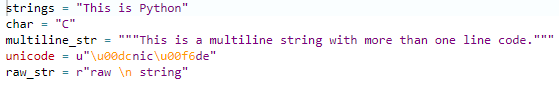 strings = "This is Python"
char = "C"
multiline_str = """This is a multiline string with more than one line code."""
unicode = u"\u00dcnic\u00f6de"
raw_str = r"raw \n string"